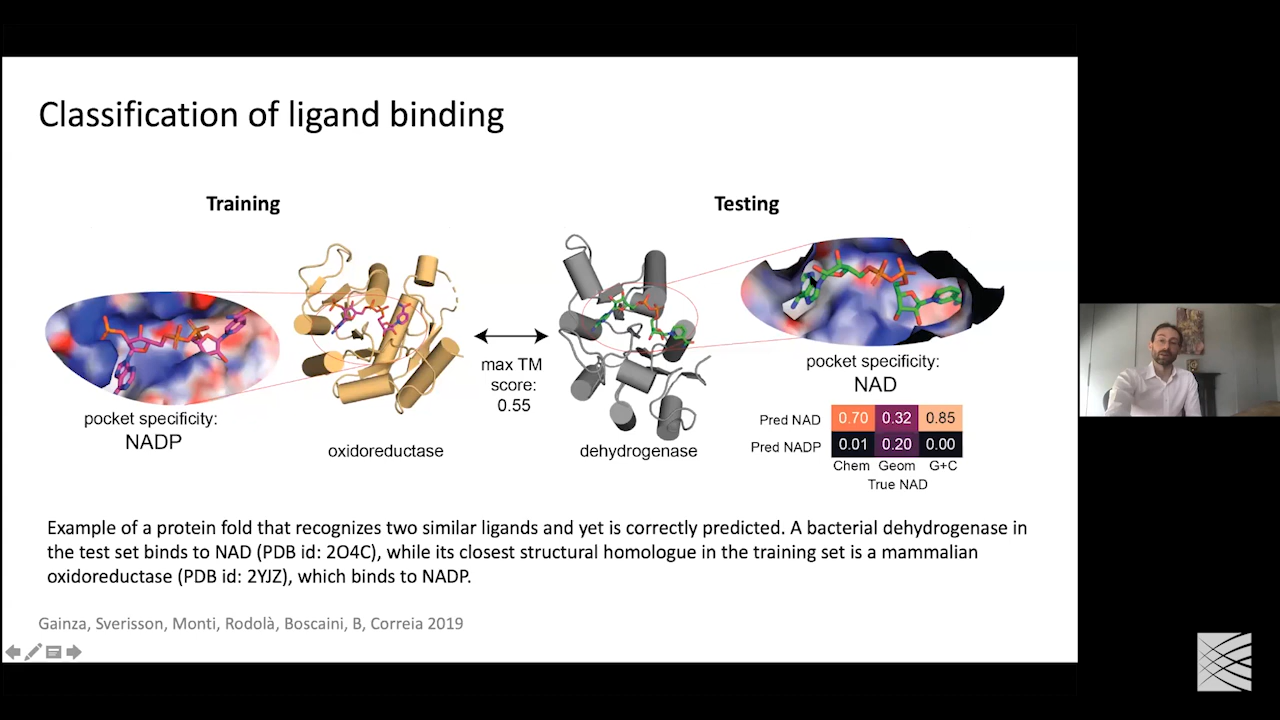 Classification of ligand binding
Training
Testing
pocket specificity:
NADP
oxidoreductase
max TM
score:
0.55
dehydrogenase
pocket specificity:
NAD
Pred NAD 0.70 0.32 0.85
Pred NADP 0.01 0.20 0.00
Chem Geom G+C
True NAD
Example of a protein fold that recognizes two similar ligands and yet is correctly predicted. A bacterial dehydrogenase in
the test set binds to NAD (PDB id: 2O4C), while its closest structural homologue in the training set is a mammalian
oxidoreductase (PDB id: 2YJZ), which binds to NADP.
Gainza, Sverisson, Monti, Rodolà, Boscaini, B, Correia 2019